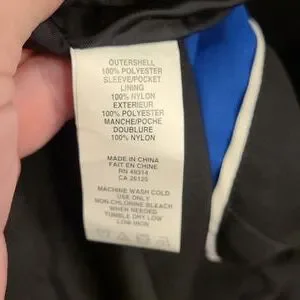 OUTERSHELL
100% POLYESTER
SLEEVE/POCKET
LINING
100% NYLON
EXTERIEUR
100% POLYESTER
MANCHE/POCHE
DOUBLURE
100% NYLON
MADE IN CHINA
FAIT EN CHINE
RN 49314
CA 26120
MACHINE WASH COLD
USE ONLY
NON-CHLORINE BLEACH
WHEN NEEDED
TUMBLE DRY LOW
LOW IRON